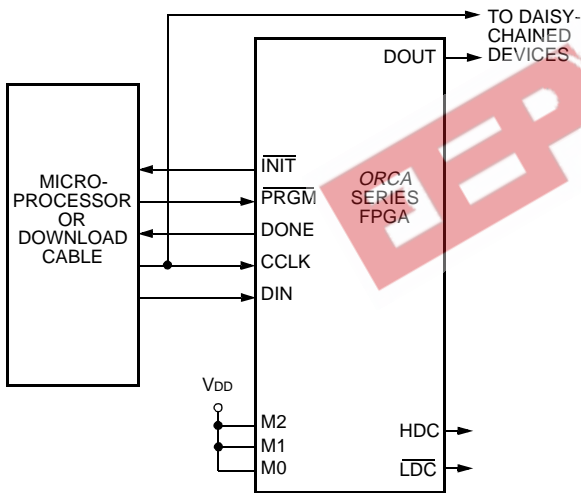 TO DAISY-
CHAINED
DEVICES
DOUT
MICRO-
PROCESSOR
OR
DOWNLOAD
CABLE
INIT
PRGM
DONE
CCLK
DIN
ORCA
SERIES
FPGA
VDD
M2
M1
M0
HDC
LDC